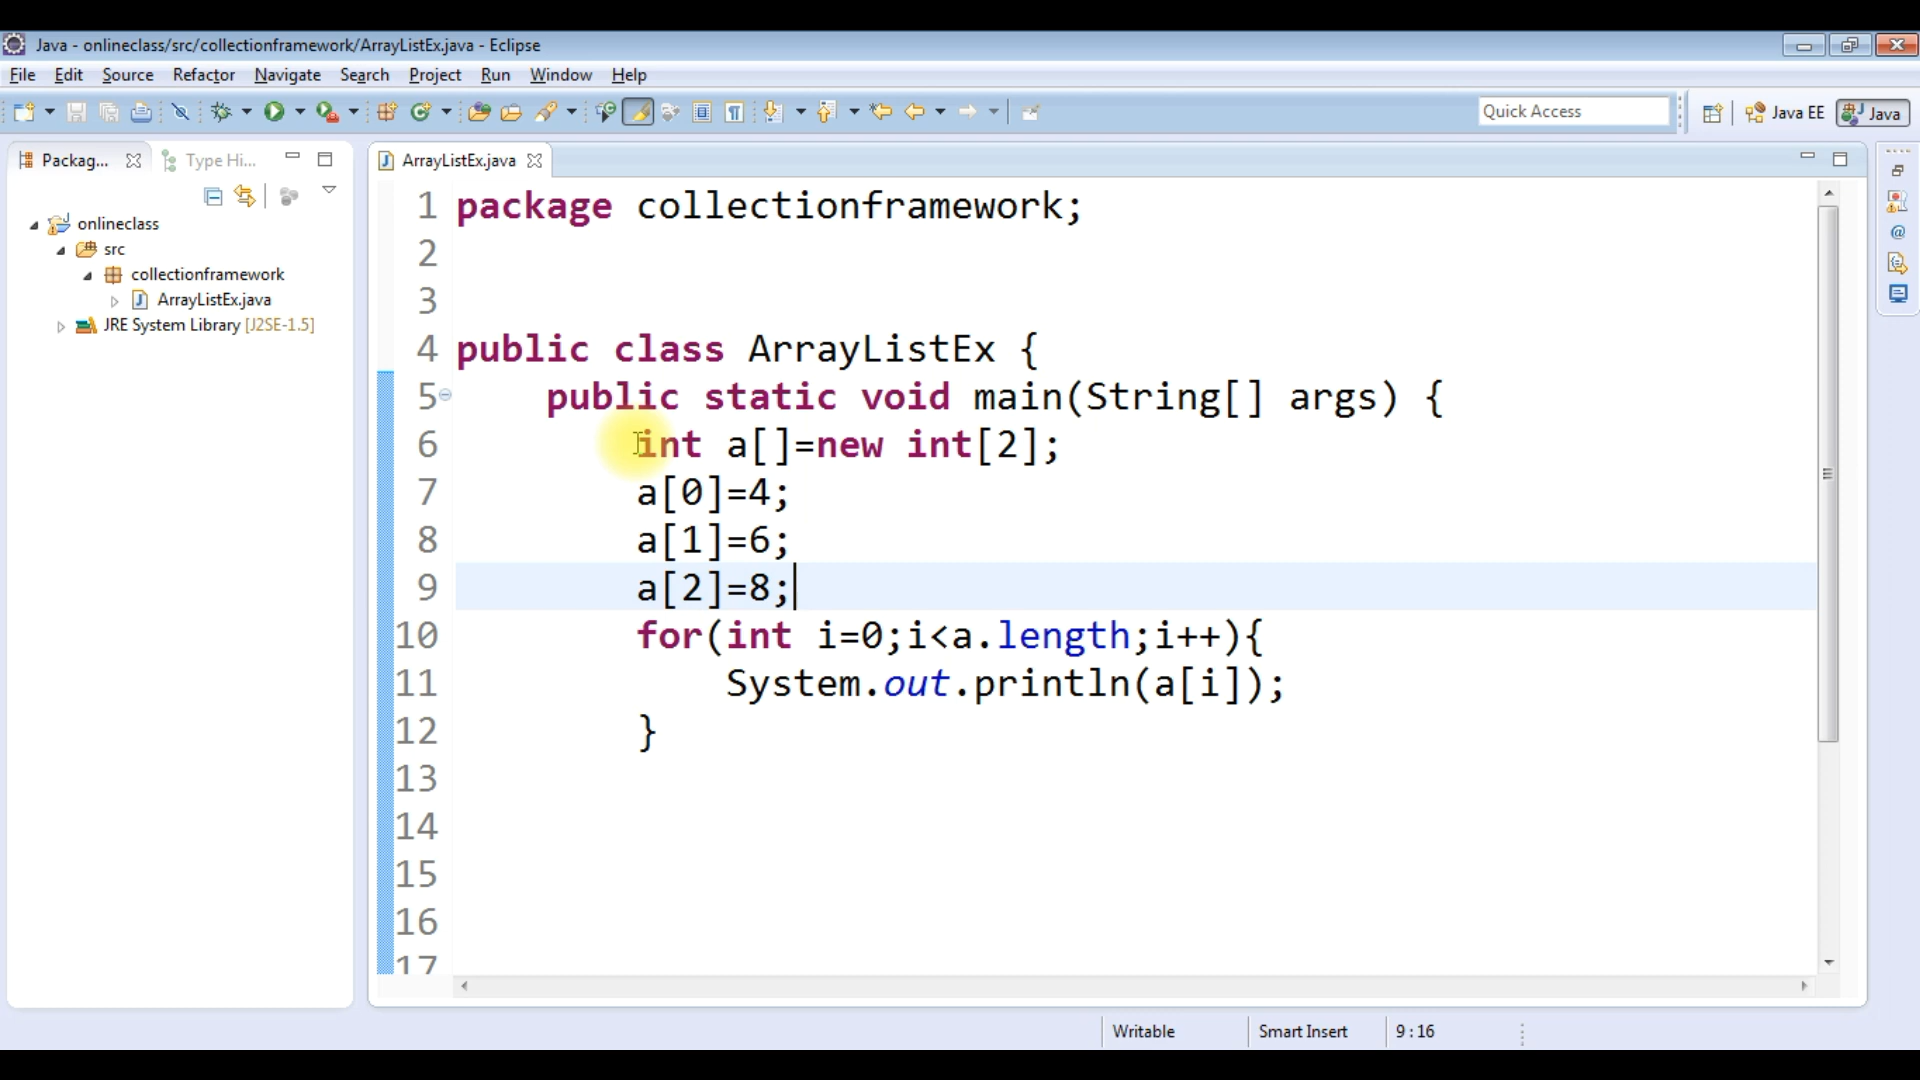 Java - onlineclass/src/collectionframework/ArrayListEx.java - Eclipse
File Edit Source Refactor Navigate Search Project Run Window Help
Quick Access Java EE Java
Packag... Type Hi... ArrayListEx.java
onlineclass
src
collectionframework
ArrayListEx.java
JRE System Library [J2SE-1.5]
1 package collectionframework;
2
3
4 public class ArrayListEx {
5 public static void main(String[] args) {
6 int a[]=new int[2];
7 a[0]=4;
8 a[1]=6;
9 a[2]=8;
10 for(int i=0;i<a.length;i++){
11 System.out.println(a[i]);
12 }
13
14
15
16
17
Writable Smart Insert 9:16